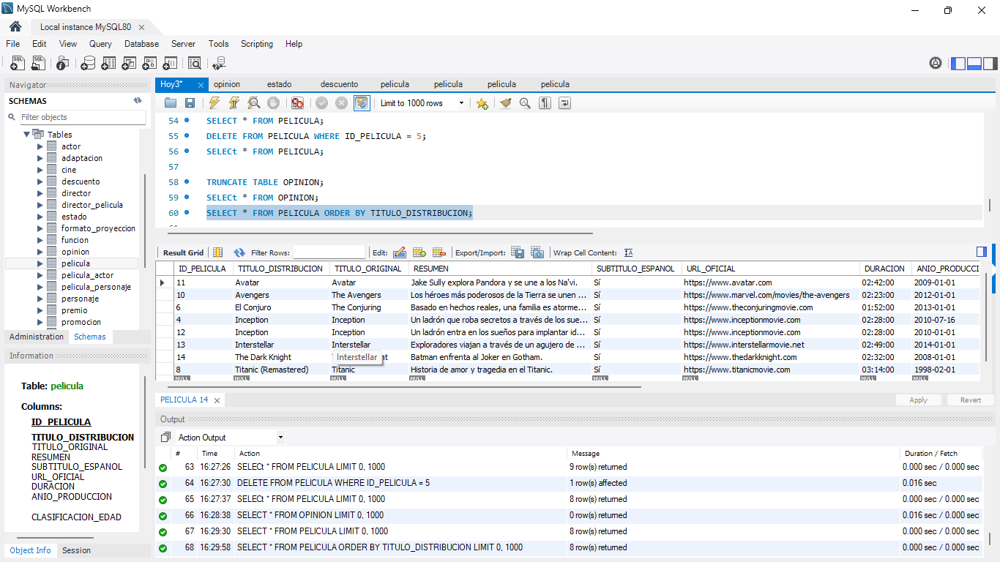 MySQL Workbench
Local instance MySQL80
File Edit View Query Database Server Tools Scripting Help
Navigator
SCHEMAS
Filter objects
Tables
actor
adaptacion
cine
descuento
director
director_pelicula
estado
formato_proyeccion
funcion
opinion
pelicula
pelicula_actor
pelicula_personaje
personaje
premio
promocion
Administration Schemas
Information
Table: pelicula
Columns:
ID_PELICULA
TITULO_DISTRIBUCION
TITULO_ORIGINAL
RESUMEN
SUBTITULO_ESPANOL
URL_OFICIAL
DURACION
ANIO_PRODUCCION
CLASIFICACION_EDAD
Object Info Session
Hoy3* opinion estado descuento pelicula pelicula pelicula pelicula
Limit to 1000 rows
54 SELECT * FROM PELICULA;
55 DELETE FROM PELICULA WHERE ID_PELICULA = 5;
56 SELECt * FROM PELICULA;
57
58 TRUNCATE TABLE OPINION;
59 SELECt * FROM OPINION;
60 SELECT * FROM PELICULA ORDER BY TITULO_DISTRIBUCION;
Result Grid Filter Rows: Edit: Export/Import: Wrap Cell Content:
ID_PELICULA TITULO_DISTRIBUCION TITULO_ORIGINAL RESUMEN SUBTITULO_ESPANOL URL_OFICIAL DURACION ANIO_PRODUCCI
11 Avatar Avatar Jake Sully explora Pandora y se une a los Na'vi. Sí https://www.avatar.com 02:42:00 2009-01-01
10 Avengers The Avengers Los héroes más poderosos de la Tierra se unen ... Sí https://www.marvel.com/movies/the-avengers 02:23:00 2012-01-01
6 El Conjuro The Conjuring Basado en hechos reales, una familia es atorme... Sí https://www.theconjuringmovie.com 01:52:00 2013-01-01
4 Inception Inception Un ladrón que roba secretos a través de los sue... Sí https://www.inceptionmovie.com 02:28:00 2010-07-16
12 Inception Inception Un ladrón entra en los sueños para implantar id... Sí https://www.inceptionmovie.com 02:28:00 2010-01-01
13 Interstellar Interstellar Exploradores viajan a través de un agujero de ... Sí https://www.interstellarmovie.net 02:49:00 2014-01-01
14 The Dark Knight Batman enfrenta al Joker en Gotham. Sí https://www.thedarkknight.com 02:32:00 2008-01-01
Interstellar
8 Titanic (Remastered) Titanic Historia de amor y tragedia en el Titanic. Sí https://www.titanicmovie.com 03:14:00 1998-02-01
NULL NULL NULL NULL NULL NULL NULL NULL
PELICULA 14 Apply Revert
Output
Action Output
# Time Action Message Duration / Fetch
63 16:27:26 SELECt * FROM PELICULA LIMIT 0, 1000 9 row(s) returned 0.000 sec / 0.000 sec
64 16:27:30 DELETE FROM PELICULA WHERE ID_PELICULA = 5 1 row(s) affected 0.016 sec
65 16:27:37 SELECt * FROM PELICULA LIMIT 0, 1000 8 row(s) returned 0.000 sec / 0.000 sec
66 16:28:38 SELECT * FROM OPINION LIMIT 0, 1000 0 row(s) returned 0.016 sec / 0.000 sec
67 16:29:30 SELECT * FROM PELICULA LIMIT 0, 1000 8 row(s) returned 0.000 sec / 0.000 sec
68 16:29:58 SELECT * FROM PELICULA ORDER BY TITULO_DISTRIBUCION LIMIT 0, 1000 8 row(s) returned 0.000 sec / 0.000 sec